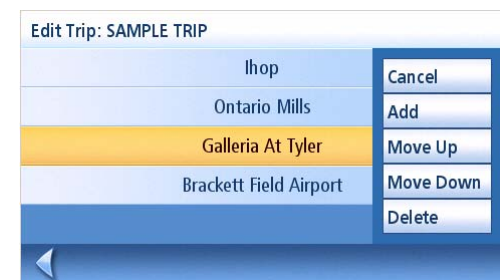 Edit Trip: SAMPLE TRIP
Ihop
Ontario Mills
Galleria At Tyler
Brackett Field Airport
Cancel
Add
Move Up
Move Down
Delete